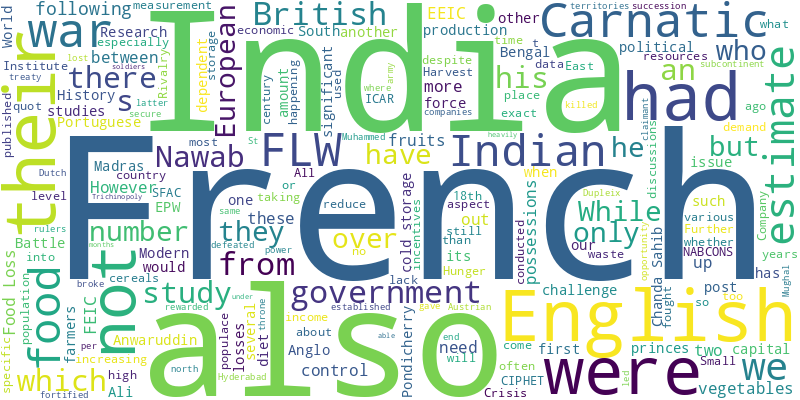 following measurement British EEIC other territories succession
World Research especially South another production t Carnatic what
war economic political who
Institute between significant Bengal data East resources
storage time used
published there European century amount happening more despite Harvest his an subcontinent
quot History Rivalry ICAR force place exact had
their s studies dependent India ago estimate
Portuguese most Muhammed fruits issue demand
Madras Nawab FLW have Indian he but where army companies claimant
latter secure St heavily killed
Dutch However country All
level SFAC or 18th While discussions
Trichinopoly EPW one taking same reduce aspect when such Dupleix
number they these cold storage out only various Company
Battle into over incentives still than possessions our Further
rulers Modern no its conducted waste whether years
not from lack Hunger NABCONS
food cereals would defeated power Chanda Sahib up has Mughal
Food Loss months study government challenge post opportunity
population broke rewarded under established fought so too
FEIC populace losses several income gave Austrian
farmers Anwaruddin diet throne about able English
French also
specific increasing Anglo need end come first princes two capital
which per high control will often Small we
lost treaty soldiers
Ali north Pondicherry CIPHET were vegetables
fortified Hyderabad Crisis led